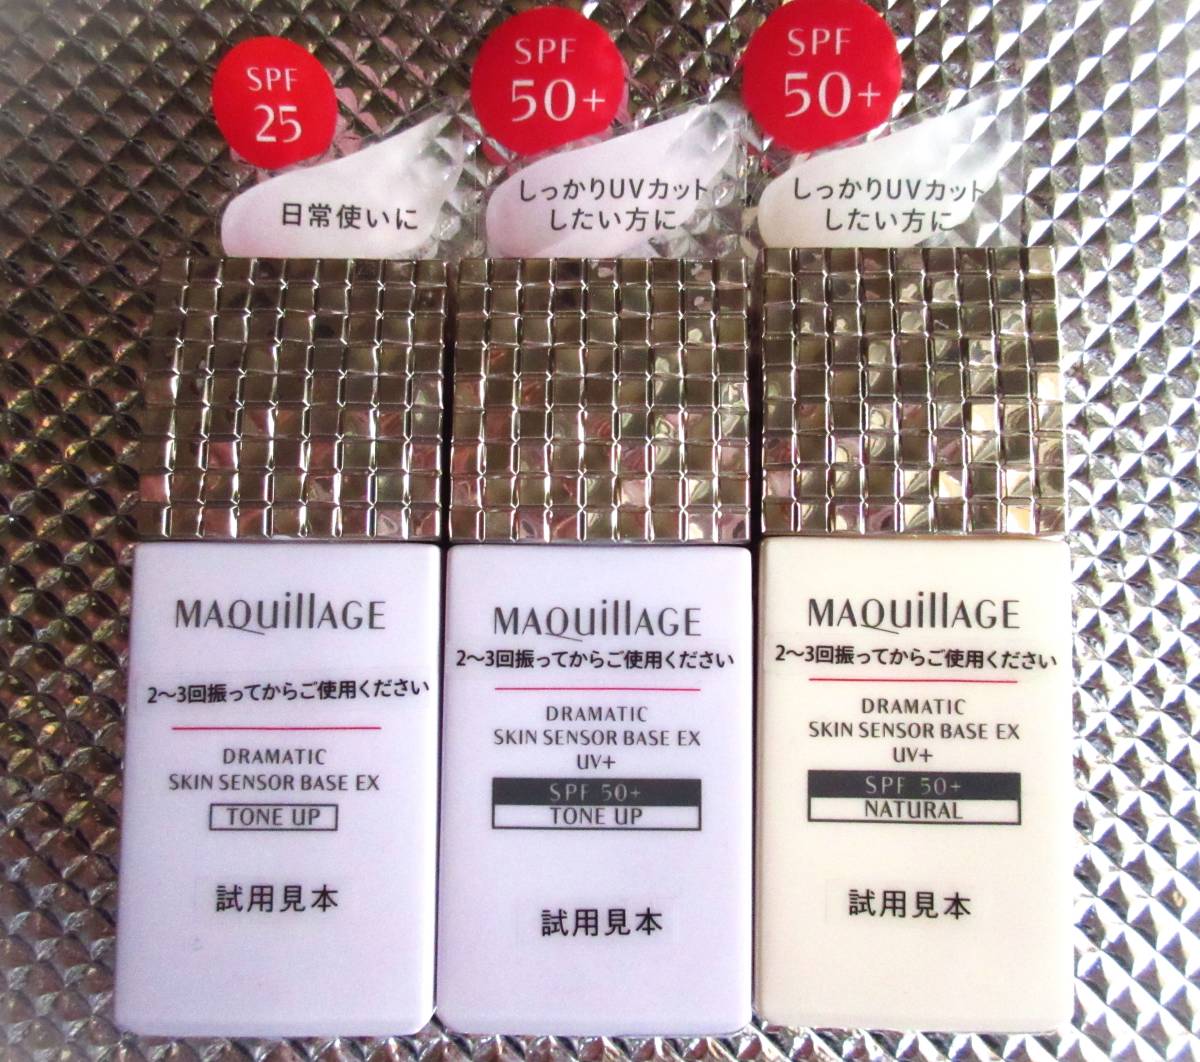 SPF
25
日常使いに
SPF
50+
しっかりUVカット
したい方に
SPF
50+
しっかりUVカット
したい方に
MAQuillAGE
2〜3回振ってからご使用ください
DRAMATIC
SKIN SENSOR BASE EX
TONE UP
試用見本
MAQuillAGE
2〜3回振ってからご使用ください
DRAMATIC
SKIN SENSOR BASE EX
UV+
SPF 50+
TONE UP
試用見本
MAQuillAGE
2〜3回振ってからご使用ください
DRAMATIC
SKIN SENSOR BASE EX
UV+
SPF 50+
NATURAL
試用見本